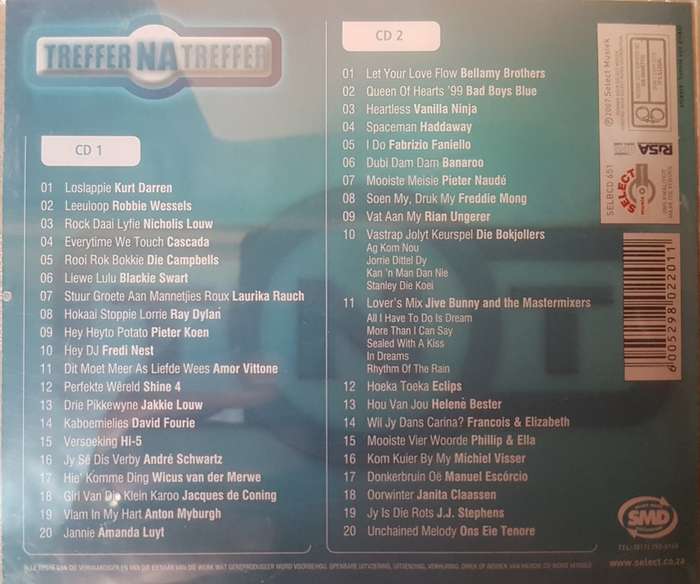 TREFFER NA TREFFER
CD 1
01 Loslappie Kurt Darren
02 Leeuloop Robbie Wessels
03 Rock Daai Lyfie Nicholis Louw
04 Everytime We Touch Cascada
05 Rooi Rok Bokkie Die Campbells
06 Liewe Lulu Blackie Swart
07 Stuur Groete Aan Mannetjies Roux Laurika Rauch
08 Hokaai Stoppie Lorrie Ray Dylan
09 Hey Heyto Potato Pieter Koen
10 Hey DJ Fredi Nest
11 Dit Moet Meer As Liefde Wees Amor Vittone
12 Perfekte Wêreld Shine 4
13 Drie Pikkewyne Jakkie Louw
14 Kaboemielies David Fourie
15 Versoeking Hi-5
16 Jy Sê Dis Verby André Schwartz
17 Hie' Komme Ding Wicus van der Merwe
18 Girl Van Die Klein Karoo Jacques de Coning
19 Vlam In My Hart Anton Myburgh
20 Jannie Amanda Luyt
CD 2
01 Let Your Love Flow Bellamy Brothers
02 Queen Of Hearts '99 Bad Boys Blue
03 Heartless Vanilla Ninja
04 Spaceman Haddaway
05 I Do Fabrizio Faniello
06 Dubi Dam Dam Banaroo
07 Mooiste Meisie Pieter Naudé
08 Soen My, Druk My Freddie Mong
09 Vat Aan My Rian Ungerer
10 Vastrap Jolyt Keurspel Die Bokjollers
Ag Kom Nou
Jorrie Dittel Dy
Kan 'n Man Dan Nie
Stanley Die Koei
11 Lover's Mix Jive Bunny and the Mastermixers
All I Have To Do Is Dream
More Than I Can Say
Sealed With A Kiss
In Dreams
Rhythm Of The Rain
12 Hoeka Toeka Eclips
13 Hou Van Jou Helenè Bester
14 Wil Jy Dans Carina? Francois & Elizabeth
15 Mooiste Vier Woorde Phillip & Ella
16 Kom Kuier By My Michiel Visser
17 Donkerbruin Oë Manuel Escórcio
18 Oorwinter Janita Claassen
19 Jy Is Die Rots J.J. Stephens
20 Unchained Melody Ons Eie Tenore
℗ 2007 Select Musiek
RiSA
SELECT
SELBCD 651
6005298022011
SMD
www.select.co.za